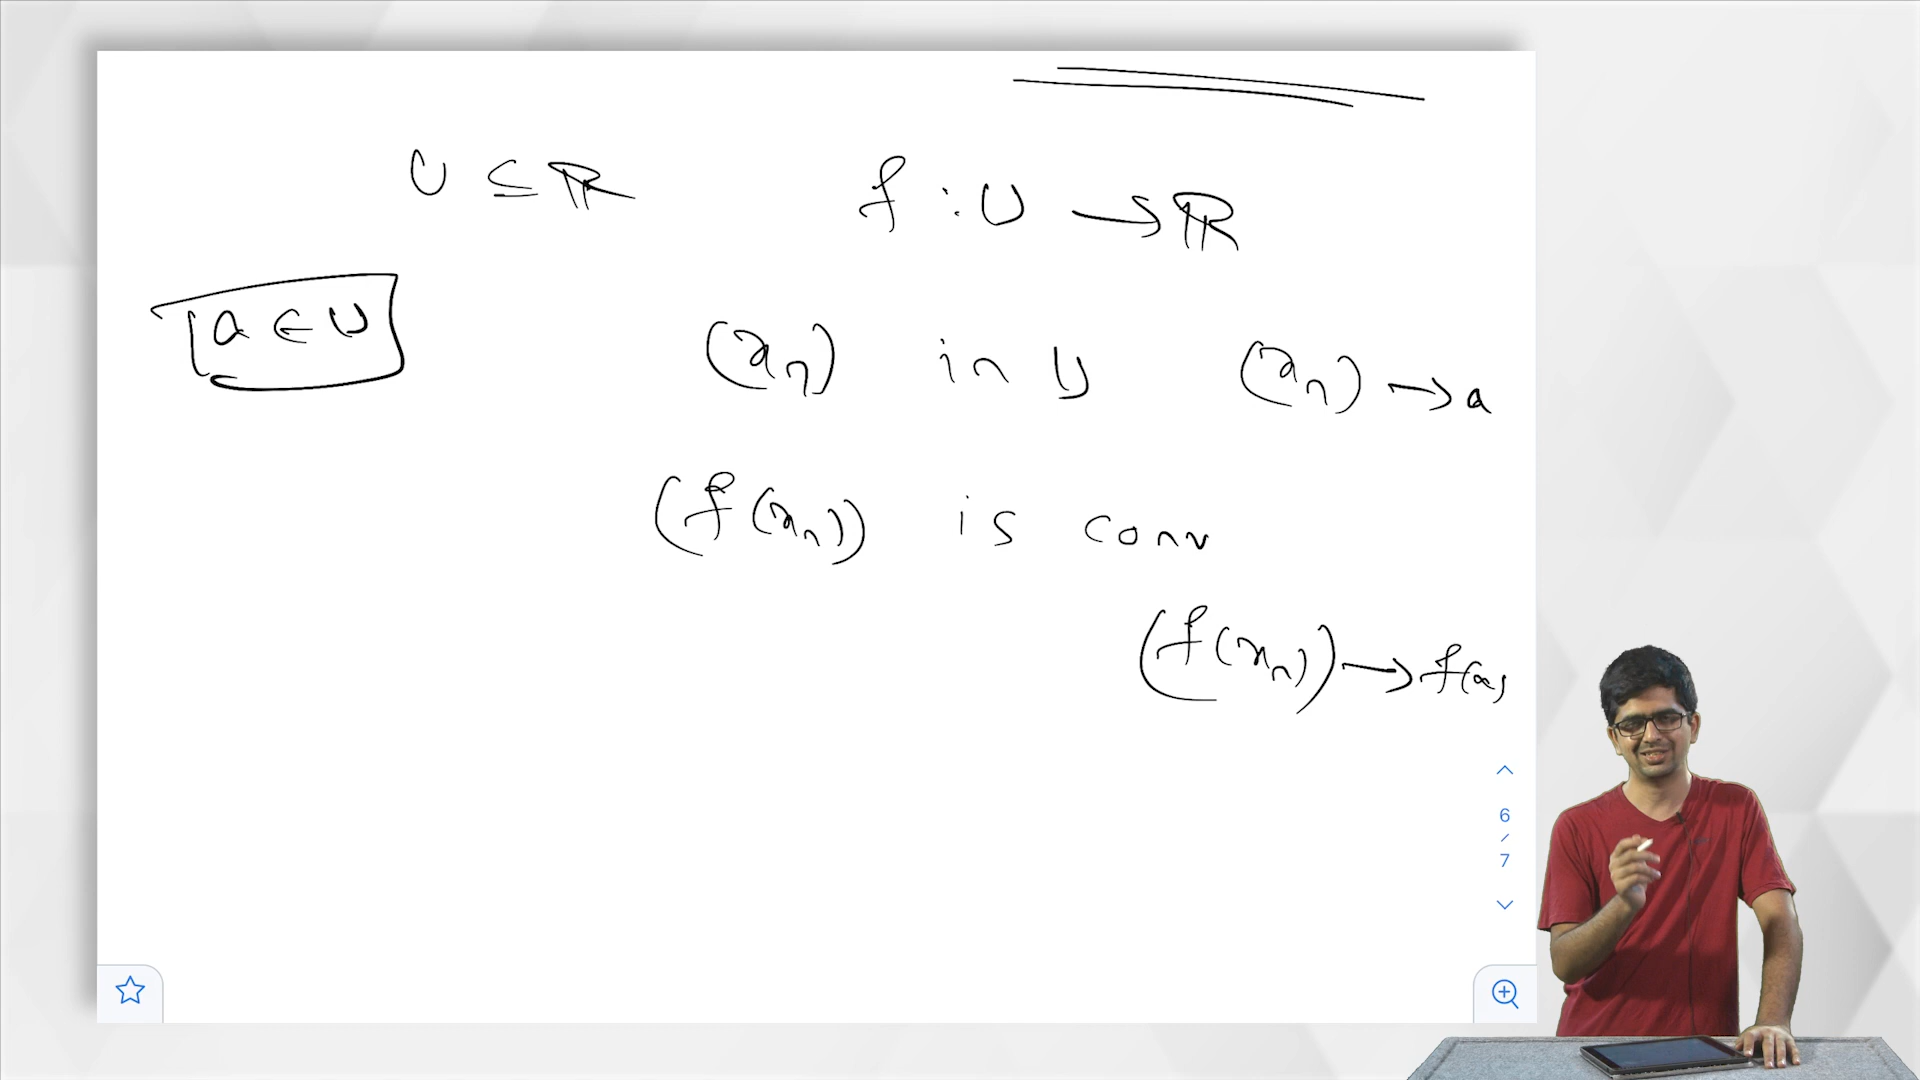 U ⊆ ℝ f : U → ℝ
a ∈ U
(xₙ) in U (xₙ) → a
(f(xₙ)) is conv
(f(xₙ)) → f(a)
6
/
7